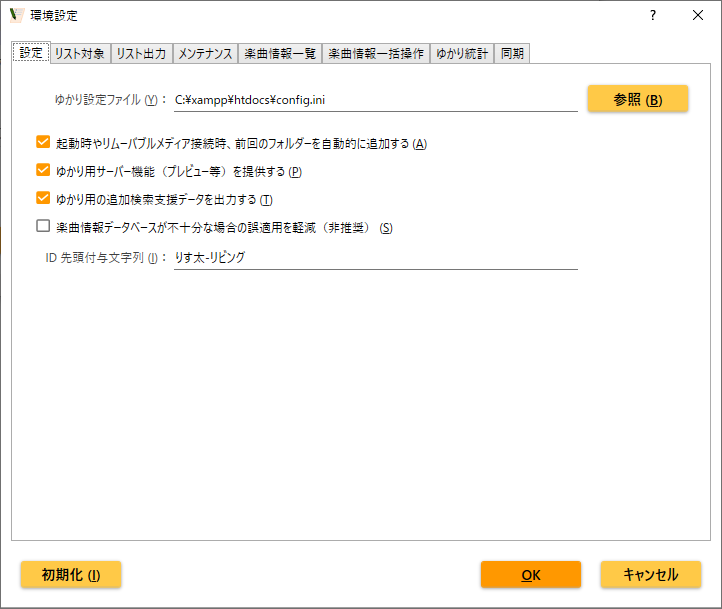 環境設定
?
設定 リスト対象 リスト出力 メンテナンス 楽曲情報一覧 楽曲情報一括操作 ゆかり統計 同期
ゆかり設定ファイル (Y)： C:¥xampp¥htdocs¥config.ini 参照 (B)
起動時やリムーバブルメディア接続時、前回のフォルダーを自動的に追加する (A)
ゆかり用サーバー機能（プレビュー等）を提供する (P)
ゆかり用の追加検索支援データを出力する (T)
楽曲情報データベースが不十分な場合の誤適用を軽減（非推奨） (S)
ID 先頭付与文字列 (I)： りす太-リビング
初期化 (I) OK キャンセル